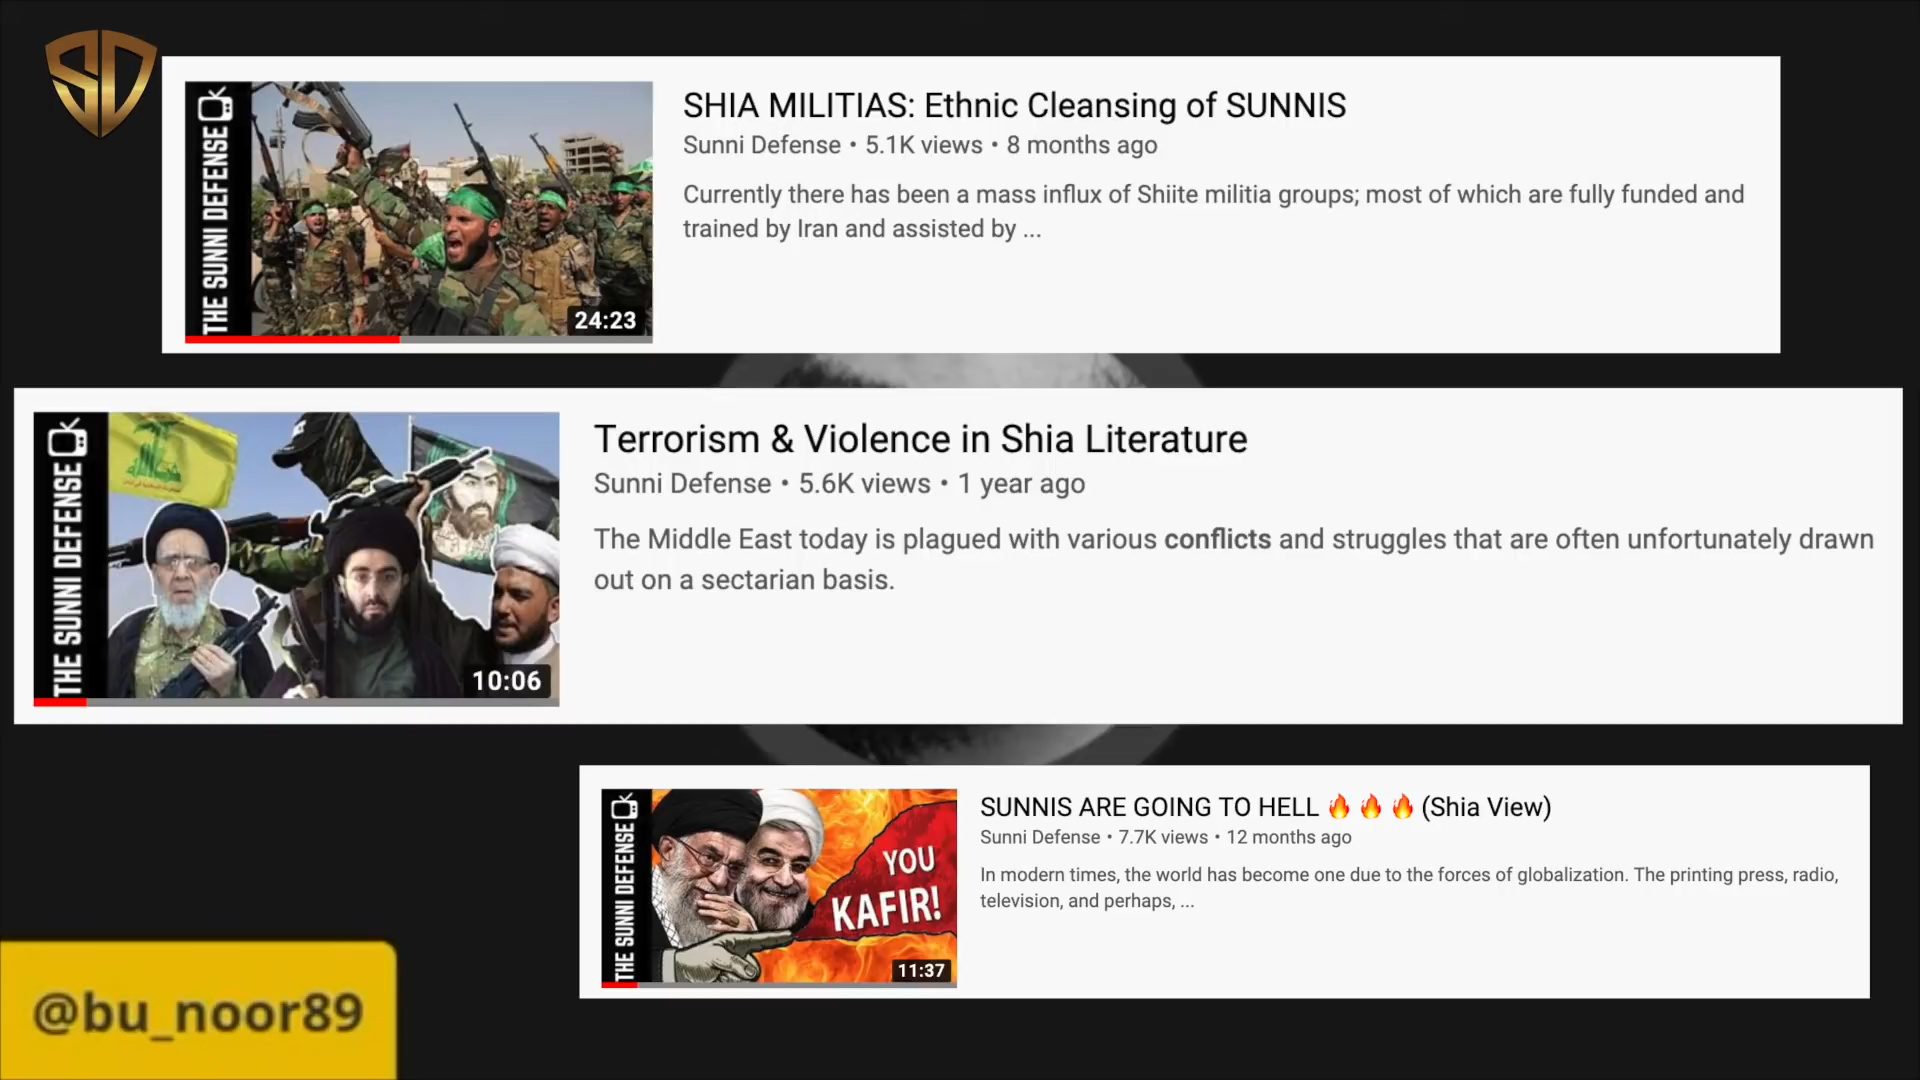 SD
SHIA MILITIAS: Ethnic Cleansing of SUNNIS
Sunni Defense • 5.1K views • 8 months ago
Currently there has been a mass influx of Shiite militia groups; most of which are fully funded and
trained by Iran and assisted by ...
THE SUNNI DEFENSE
24:23
Terrorism & Violence in Shia Literature
Sunni Defense • 5.6K views • 1 year ago
The Middle East today is plagued with various conflicts and struggles that are often unfortunately drawn
out on a sectarian basis.
THE SUNNI DEFENSE
10:06
SUNNIS ARE GOING TO HELL 🔥 🔥 🔥 (Shia View)
Sunni Defense • 7.7K views • 12 months ago
In modern times, the world has become one due to the forces of globalization. The printing press, radio,
television, and perhaps, ...
THE SUNNI DEFENSE
YOU
KAFIR!
11:37
@bu_noor89